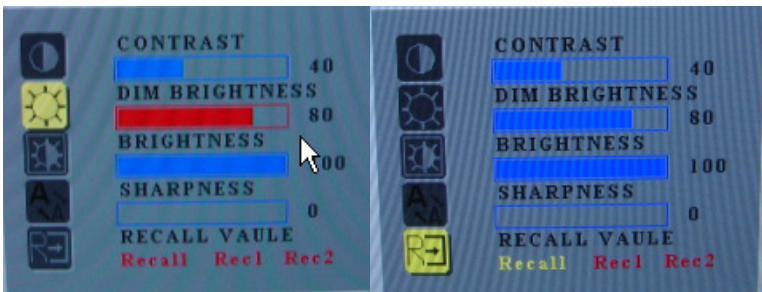 CONTRAST
40
DIM BRIGHTNESS
80
BRIGHTNESS
00
SHARPNESS
0
RECALL VAULE
Recall Rec1 Rec2
CONTRAST
40
DIM BRIGHTNESS
80
BRIGHTNESS
100
SHARPNESS
0
RECALL VAULE
Recall Rec1 Rec2